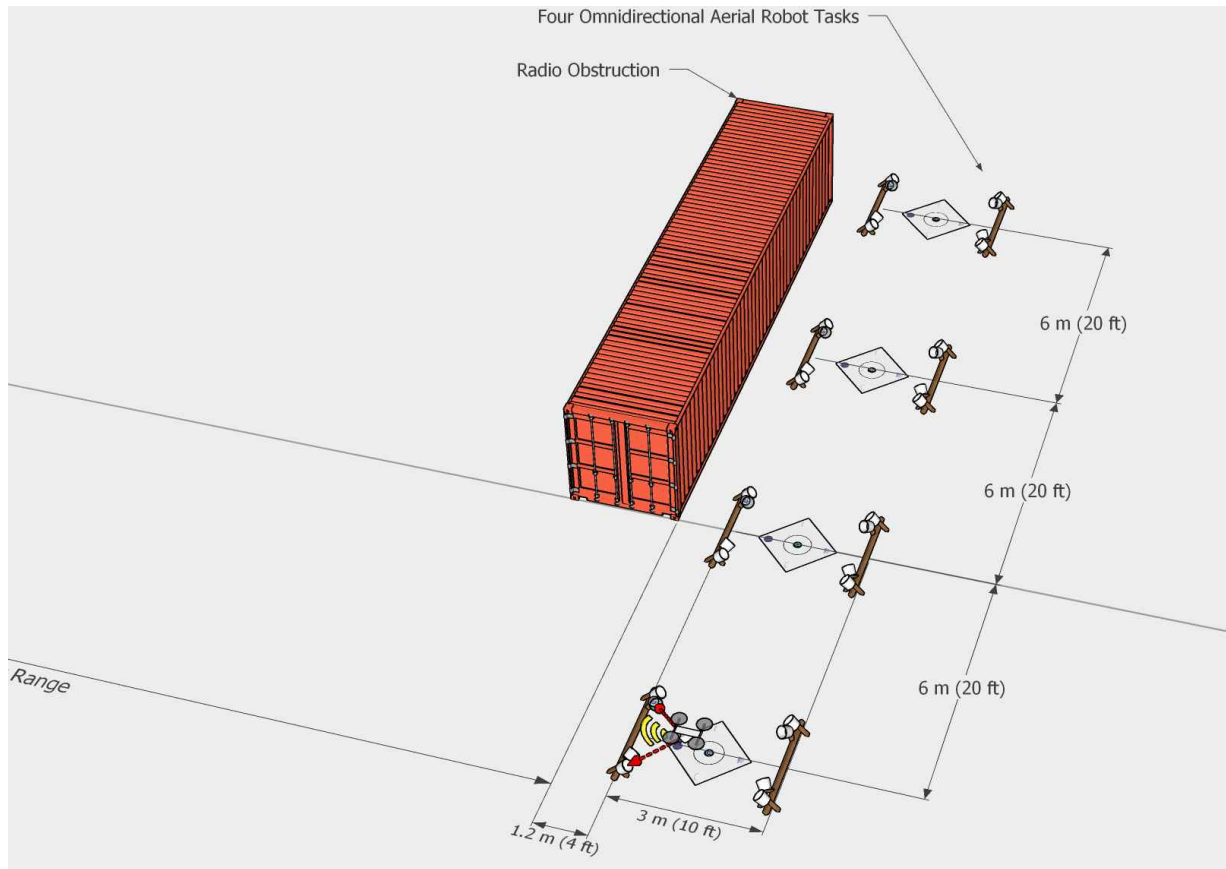 Four Omnidirectional Aerial Robot Tasks
Radio Obstruction
6 m (20 ft)
6 m (20 ft)
6 m (20 ft)
Range
3 m (10 ft)
1.2 m (4 ft)